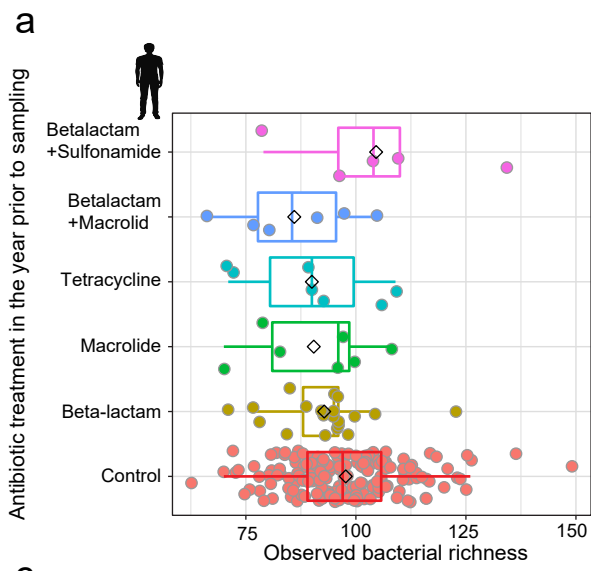 a
Antibiotic treatment in the year prior to sampling
Betalactam
+Sulfonamide
Betalactam
+Macrolid
Tetracycline
Macrolide
Beta-lactam
Control
75 100 125 150
Observed bacterial richness